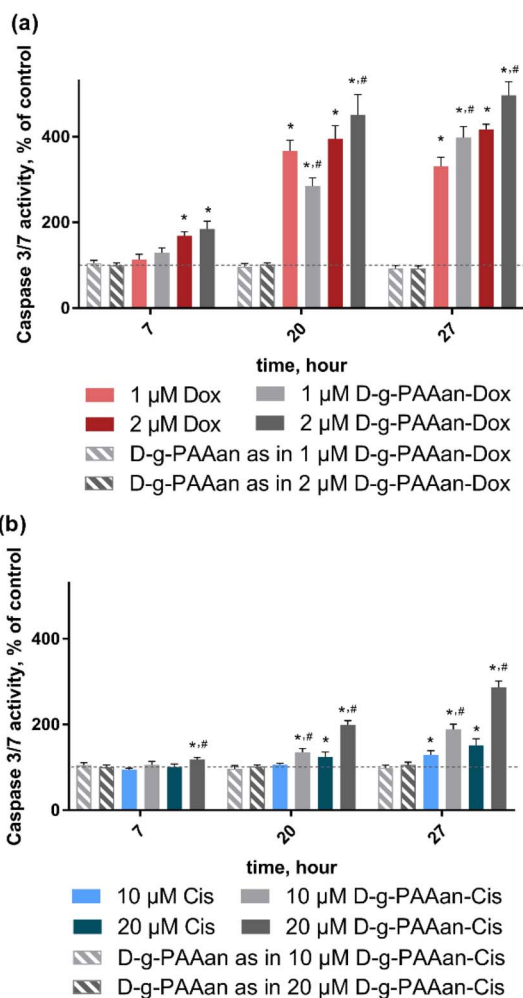 (a)
Caspase 3/7 activity, % of control
400
200
0
* * * *,# * *,# * *,# * *,#
7 20 27
time, hour
1 µM Dox 1 µM D-g-PAAan-Dox
2 µM Dox 2 µM D-g-PAAan-Dox
D-g-PAAan as in 1 µM D-g-PAAan-Dox
D-g-PAAan as in 2 µM D-g-PAAan-Dox
(b)
Caspase 3/7 activity, % of control
400
200
0
*,# *,# * *,# * *,# * *,#
7 20 27
time, hour
10 µM Cis 10 µM D-g-PAAan-Cis
20 µM Cis 20 µM D-g-PAAan-Cis
D-g-PAAan as in 10 µM D-g-PAAan-Cis
D-g-PAAan as in 20 µM D-g-PAAan-Cis